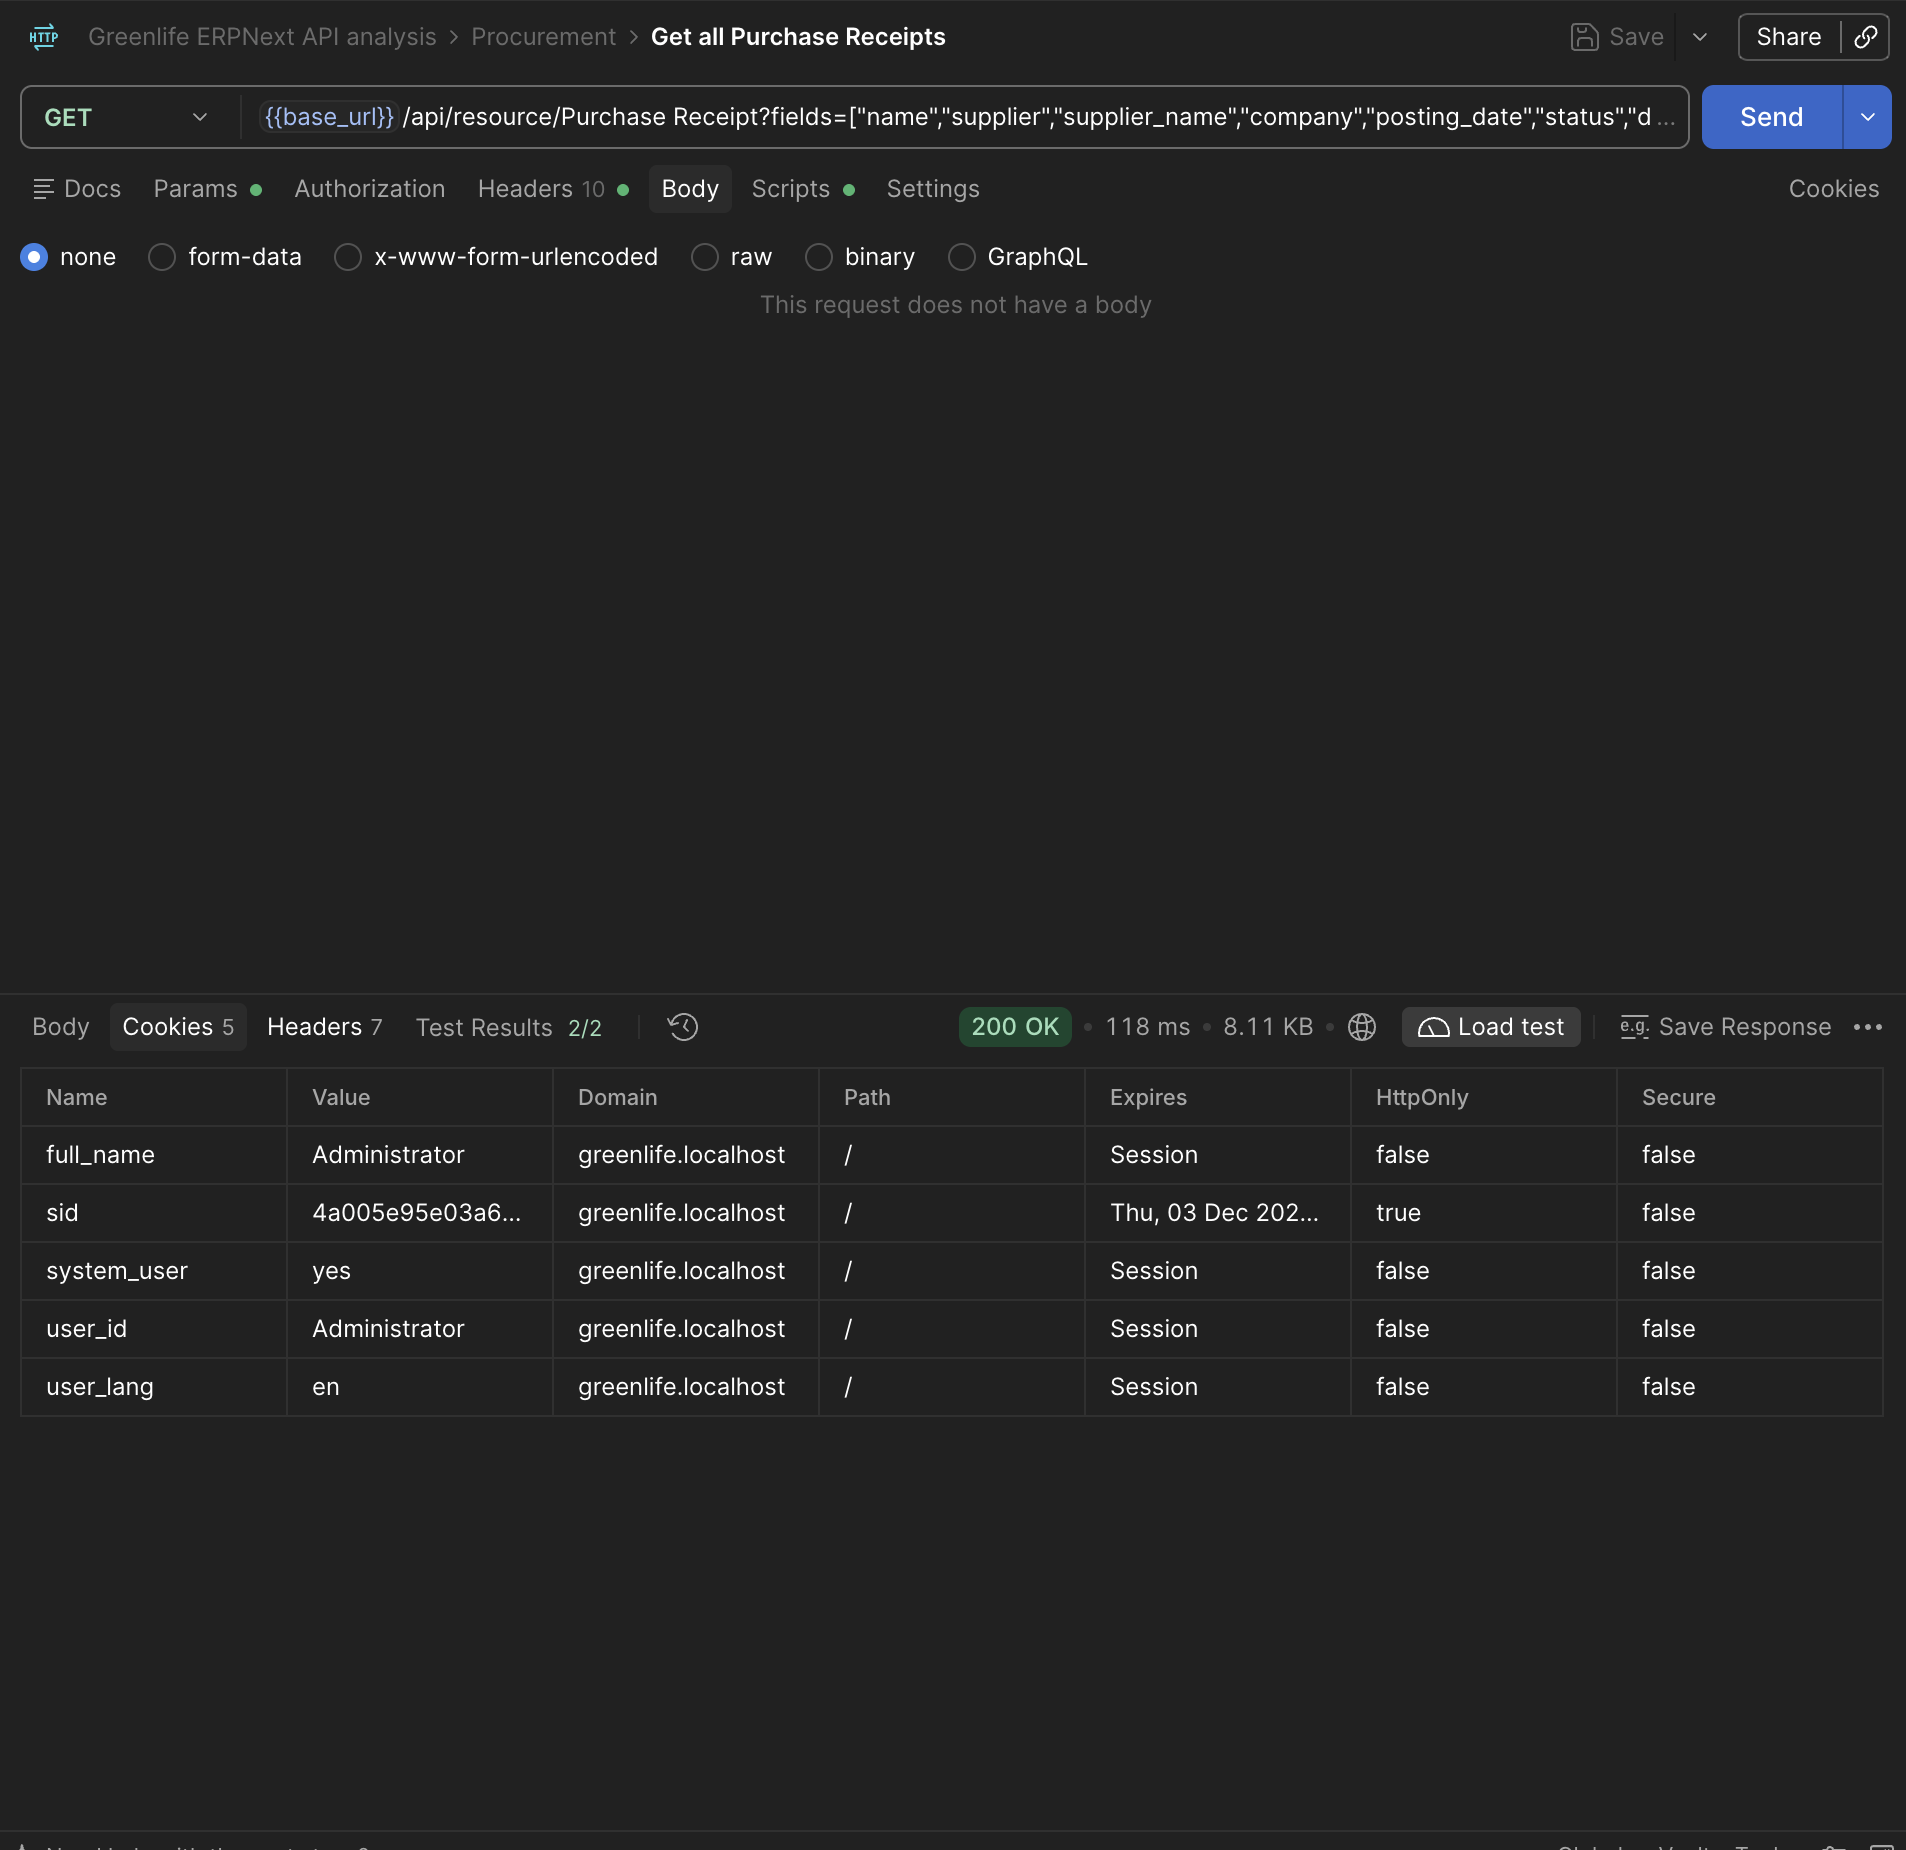 HTTP Greenlife ERPNext API analysis > Procurement > Get all Purchase Receipts Save Share
GET {{base_url}} /api/resource/Purchase Receipt?fields=["name","supplier","supplier_name","company","posting_date","status","d ... Send
Docs Params Authorization Headers 10 Body Scripts Settings Cookies
none form-data x-www-form-urlencoded raw binary GraphQL
This request does not have a body
Body Cookies 5 Headers 7 Test Results 2/2 200 OK • 118 ms • 8.11 KB • Load test e.g. Save Response
Name Value Domain Path Expires HttpOnly Secure
full_name Administrator greenlife.localhost / Session false false
sid 4a005e95e03a6... greenlife.localhost / Thu, 03 Dec 202... true false
system_user yes greenlife.localhost / Session false false
user_id Administrator greenlife.localhost / Session false false
user_lang en greenlife.localhost / Session false false